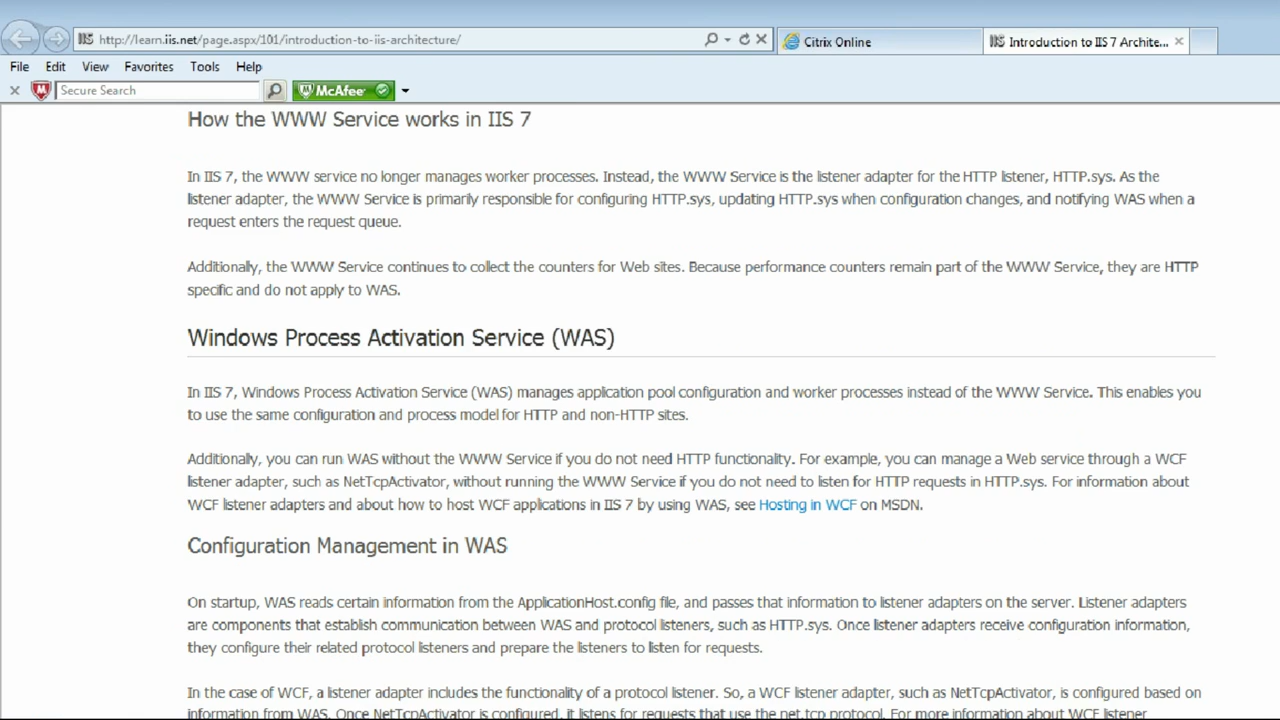 IIS http://learn.iis.net/page.aspx/101/introduction-to-iis-architecture/
Citrix Online
IIS Introduction to IIS 7 Archite...
File Edit View Favorites Tools Help
Secure Search
McAfee
How the WWW Service works in IIS 7
In IIS 7, the WWW service no longer manages worker processes. Instead, the WWW Service is the listener adapter for the HTTP listener, HTTP.sys. As the
listener adapter, the WWW Service is primarily responsible for configuring HTTP.sys, updating HTTP.sys when configuration changes, and notifying WAS when a
request enters the request queue.
Additionally, the WWW Service continues to collect the counters for Web sites. Because performance counters remain part of the WWW Service, they are HTTP
specific and do not apply to WAS.
Windows Process Activation Service (WAS)
In IIS 7, Windows Process Activation Service (WAS) manages application pool configuration and worker processes instead of the WWW Service. This enables you
to use the same configuration and process model for HTTP and non-HTTP sites.
Additionally, you can run WAS without the WWW Service if you do not need HTTP functionality. For example, you can manage a Web service through a WCF
listener adapter, such as NetTcpActivator, without running the WWW Service if you do not need to listen for HTTP requests in HTTP.sys. For information about
WCF listener adapters and about how to host WCF applications in IIS 7 by using WAS, see Hosting in WCF on MSDN.
Configuration Management in WAS
On startup, WAS reads certain information from the ApplicationHost.config file, and passes that information to listener adapters on the server. Listener adapters
are components that establish communication between WAS and protocol listeners, such as HTTP.sys. Once listener adapters receive configuration information,
they configure their related protocol listeners and prepare the listeners to listen for requests.
In the case of WCF, a listener adapter includes the functionality of a protocol listener. So, a WCF listener adapter, such as NetTcpActivator, is configured based on
information from WAS. Once NetTcpActivator is configured, it listens for requests that use the net.tcp protocol. For more information about WCF listener